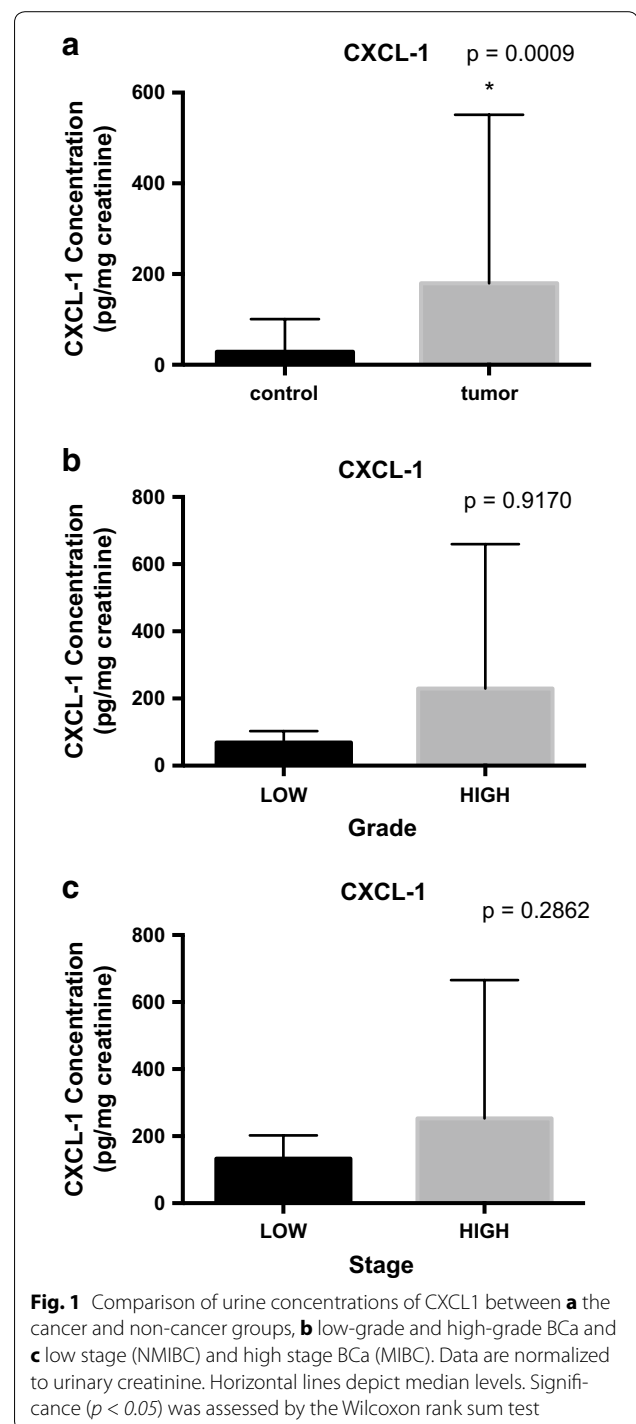 a
CXCL-1 p = 0.0009
*
CXCL-1 Concentration
(pg/mg creatinine)
600
400
200
0
control tumor
b
CXCL-1
p = 0.9170
CXCL-1 Concentration
(pg/mg creatinine)
800
600
400
200
0
LOW HIGH
Grade
c
CXCL-1
p = 0.2862
CXCL-1 Concentration
(pg/mg creatinine)
800
600
400
200
0
LOW HIGH
Stage
Fig. 1 Comparison of urine concentrations of CXCL1 between a the
cancer and non-cancer groups, b low-grade and high-grade BCa and
c low stage (NMIBC) and high stage BCa (MIBC). Data are normalized
to urinary creatinine. Horizontal lines depict median levels. Signifi-
cance (p < 0.05) was assessed by the Wilcoxon rank sum test